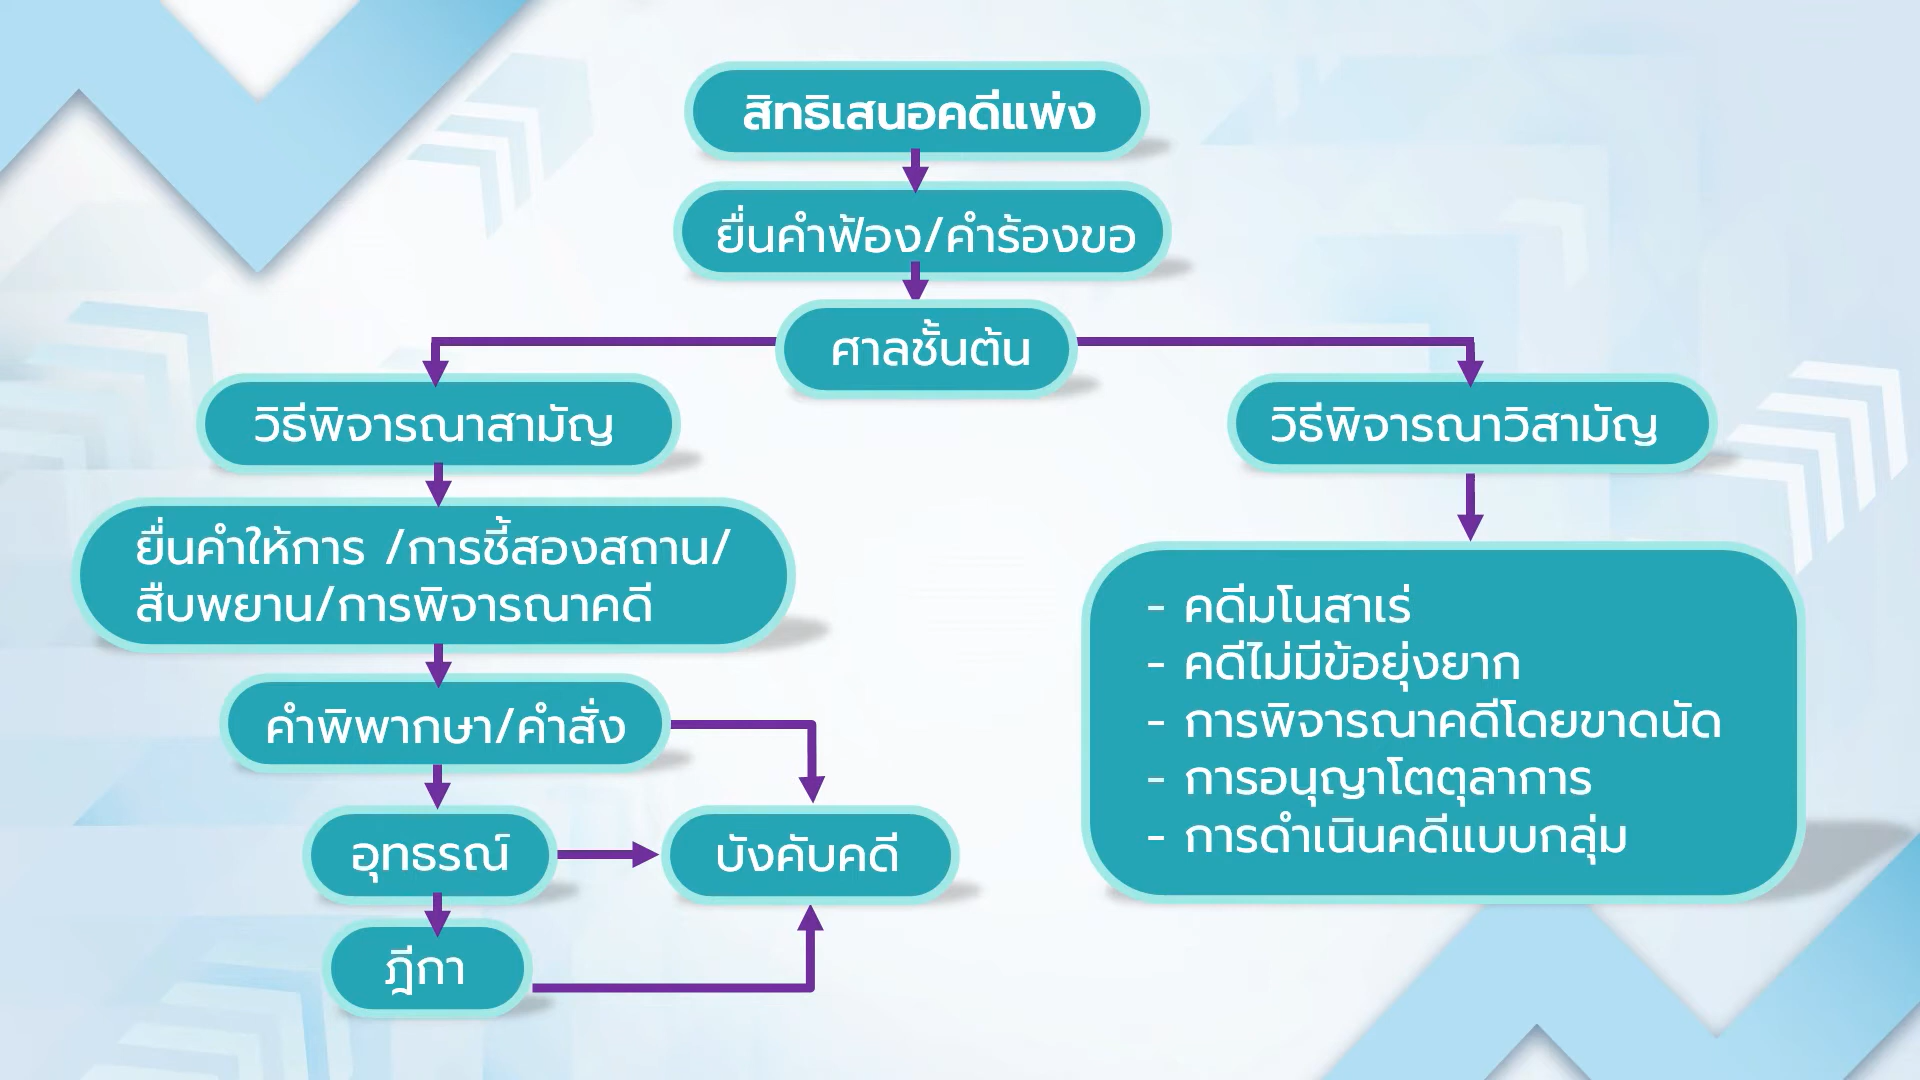 สิทธิเสนอคดีแพ่ง
ยื่นคำฟ้อง/คำร้องขอ
ศาลชั้นต้น
วิธีพิจารณาสามัญ
วิธีพิจารณาวิสามัญ
ยื่นคำให้การ /การชี้สองสถาน/
สืบพยาน/การพิจารณาคดี
- คดีมโนสาเร่
- คดีไม่มีข้อยุ่งยาก
- การพิจารณาคดีโดยขาดนัด
- การอนุญาโตตุลาการ
- การดำเนินคดีแบบกลุ่ม
คำพิพากษา/คำสั่ง
อุทธรณ์
บังคับคดี
ฎีกา